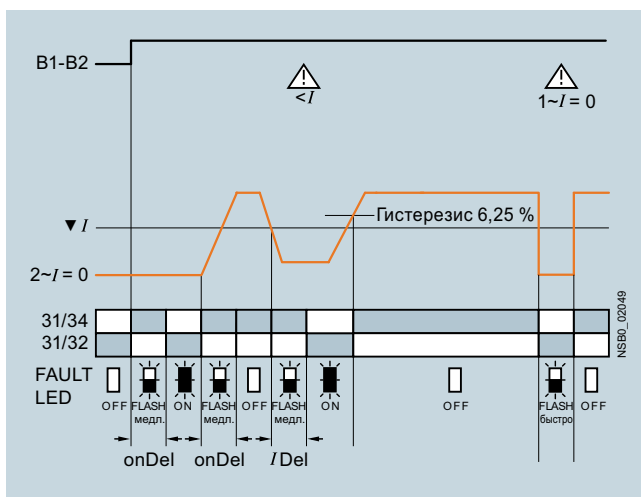 B1-B2
<I
1~I = 0
▼ I
Гистерезис 6,25 %
2~I = 0
31/34
31/32
NSB0_02049
FAULT
LED
OFF FLASH ON FLASH OFF FLASH ON OFF FLASH OFF
медл. медл. медл. быстро
onDel onDel I Del